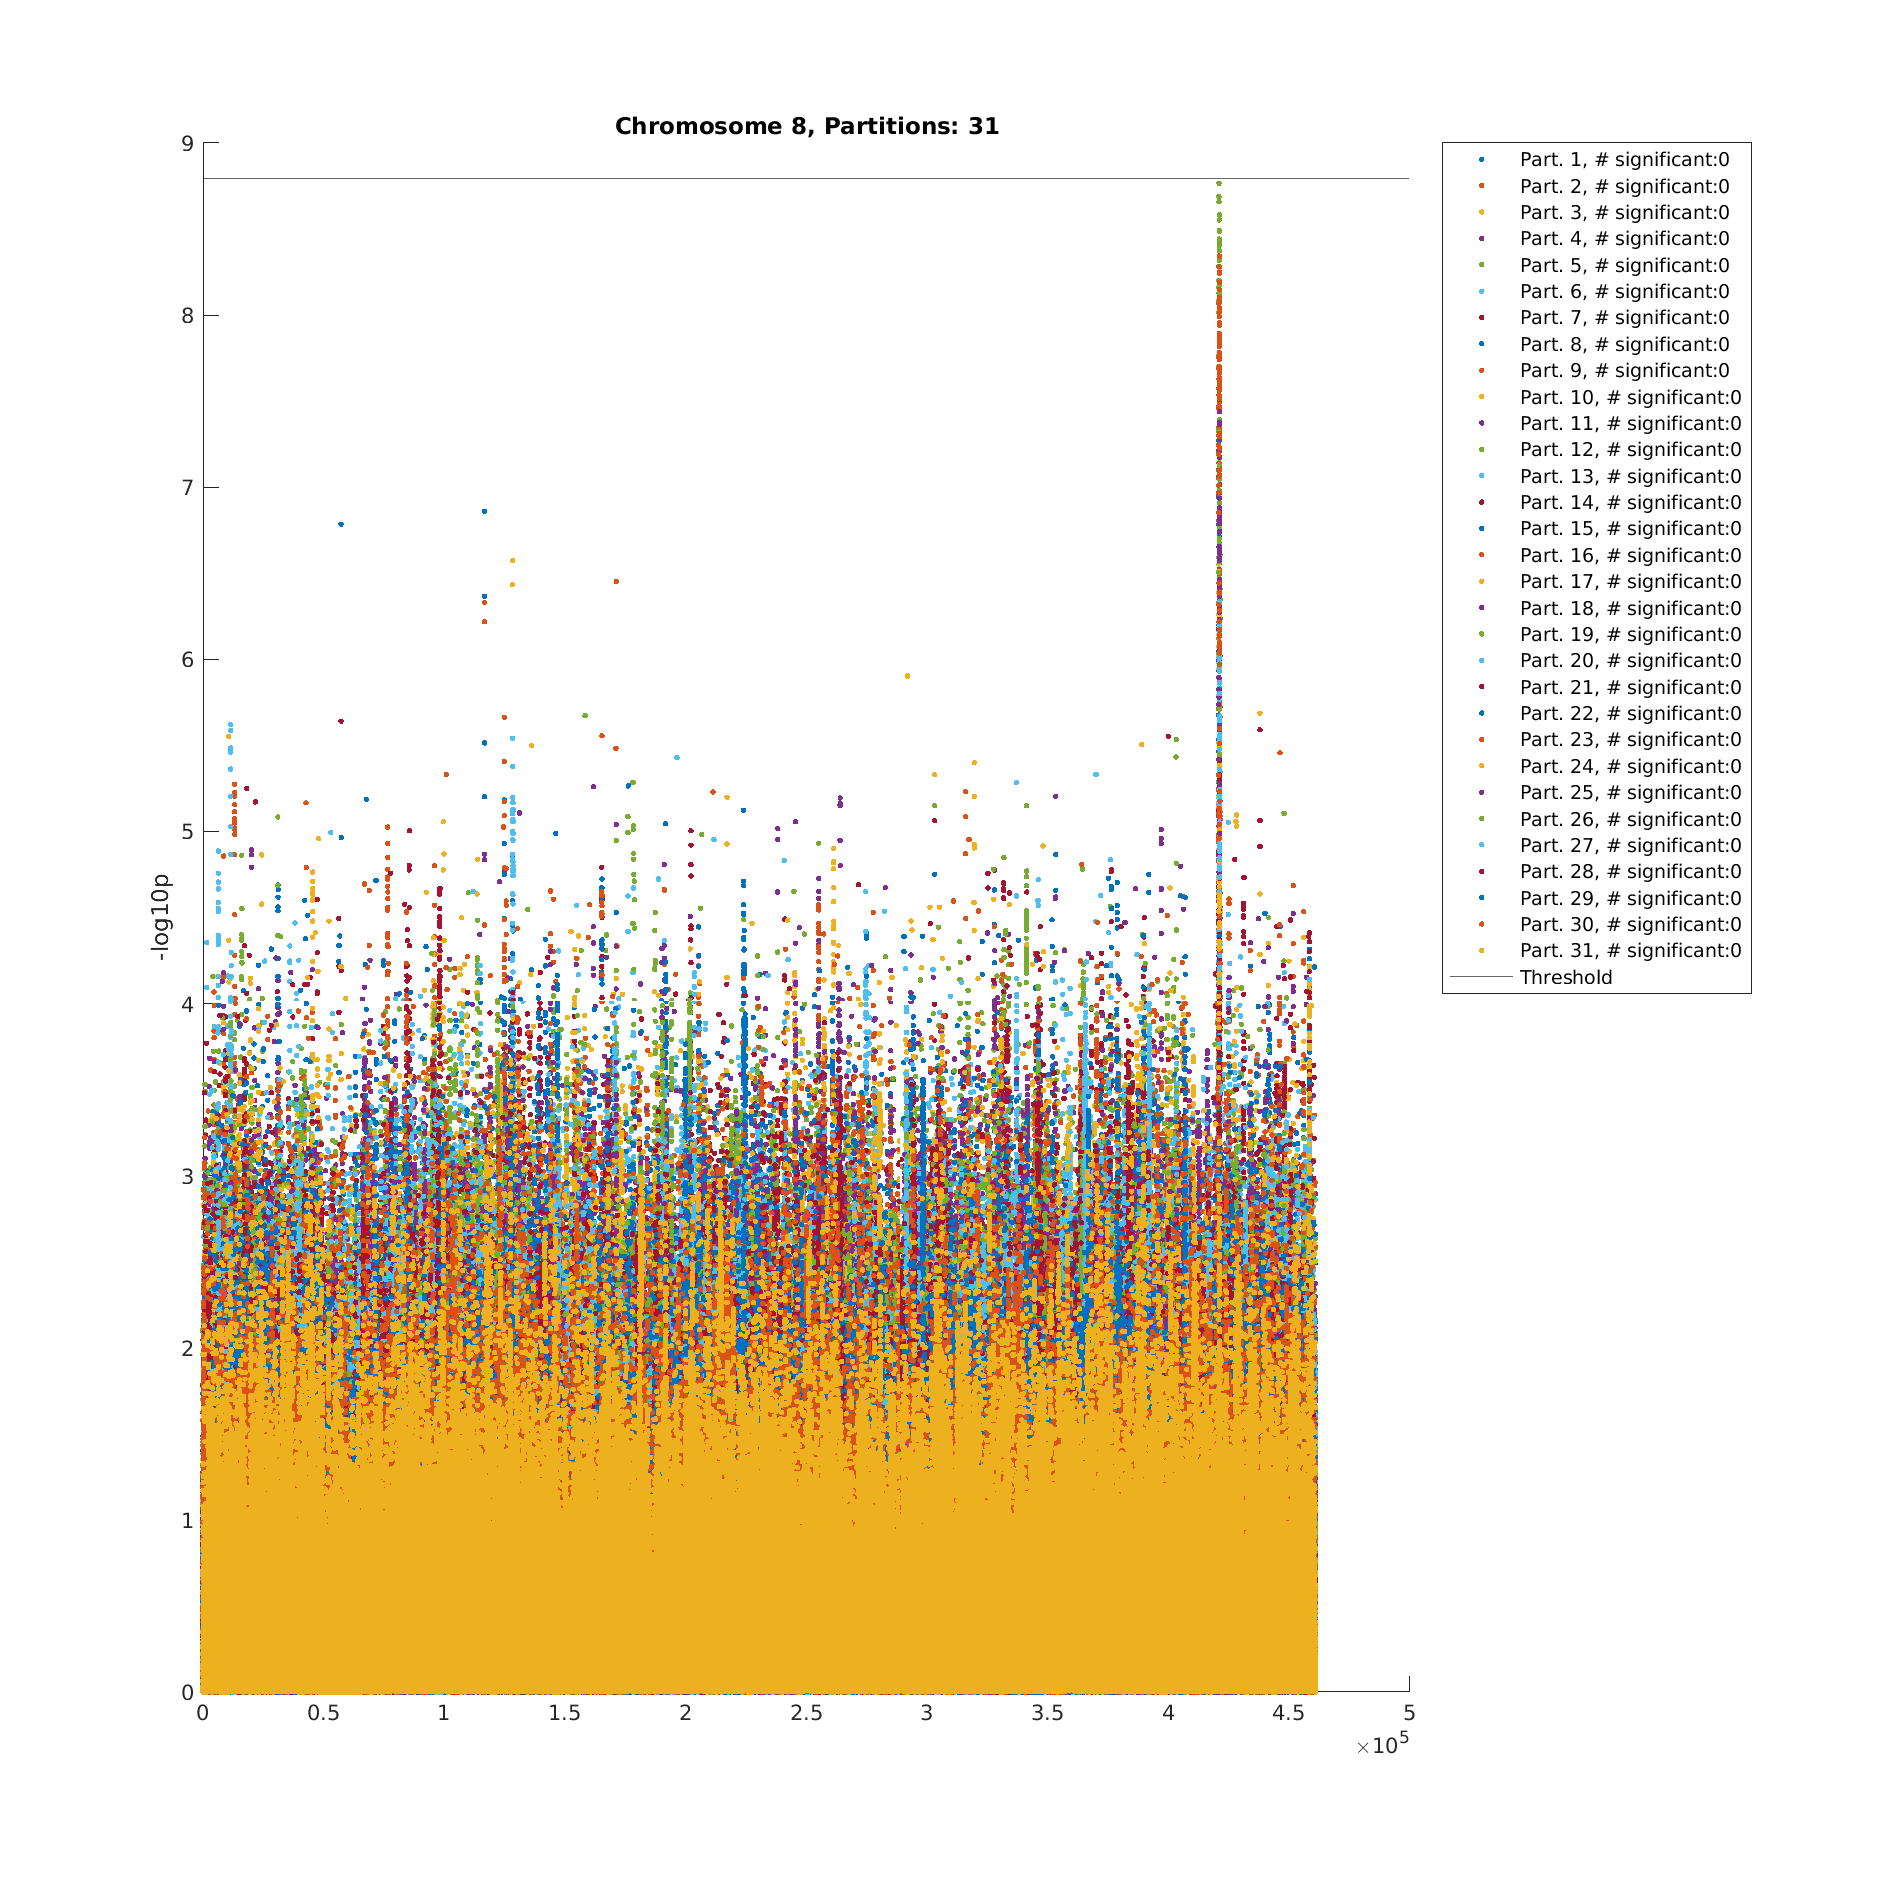 Chromosome 8, Partitions: 31
9
8
7
6
5
4
3
2
1
0
-log10p
0
0.5
1
1.5
2
2.5
3
3.5
4
4.5
5
×10⁵
Part. 1, # significant:0
Part. 2, # significant:0
Part. 3, # significant:0
Part. 4, # significant:0
Part. 5, # significant:0
Part. 6, # significant:0
Part. 7, # significant:0
Part. 8, # significant:0
Part. 9, # significant:0
Part. 10, # significant:0
Part. 11, # significant:0
Part. 12, # significant:0
Part. 13, # significant:0
Part. 14, # significant:0
Part. 15, # significant:0
Part. 16, # significant:0
Part. 17, # significant:0
Part. 18, # significant:0
Part. 19, # significant:0
Part. 20, # significant:0
Part. 21, # significant:0
Part. 22, # significant:0
Part. 23, # significant:0
Part. 24, # significant:0
Part. 25, # significant:0
Part. 26, # significant:0
Part. 27, # significant:0
Part. 28, # significant:0
Part. 29, # significant:0
Part. 30, # significant:0
Part. 31, # significant:0
Threshold